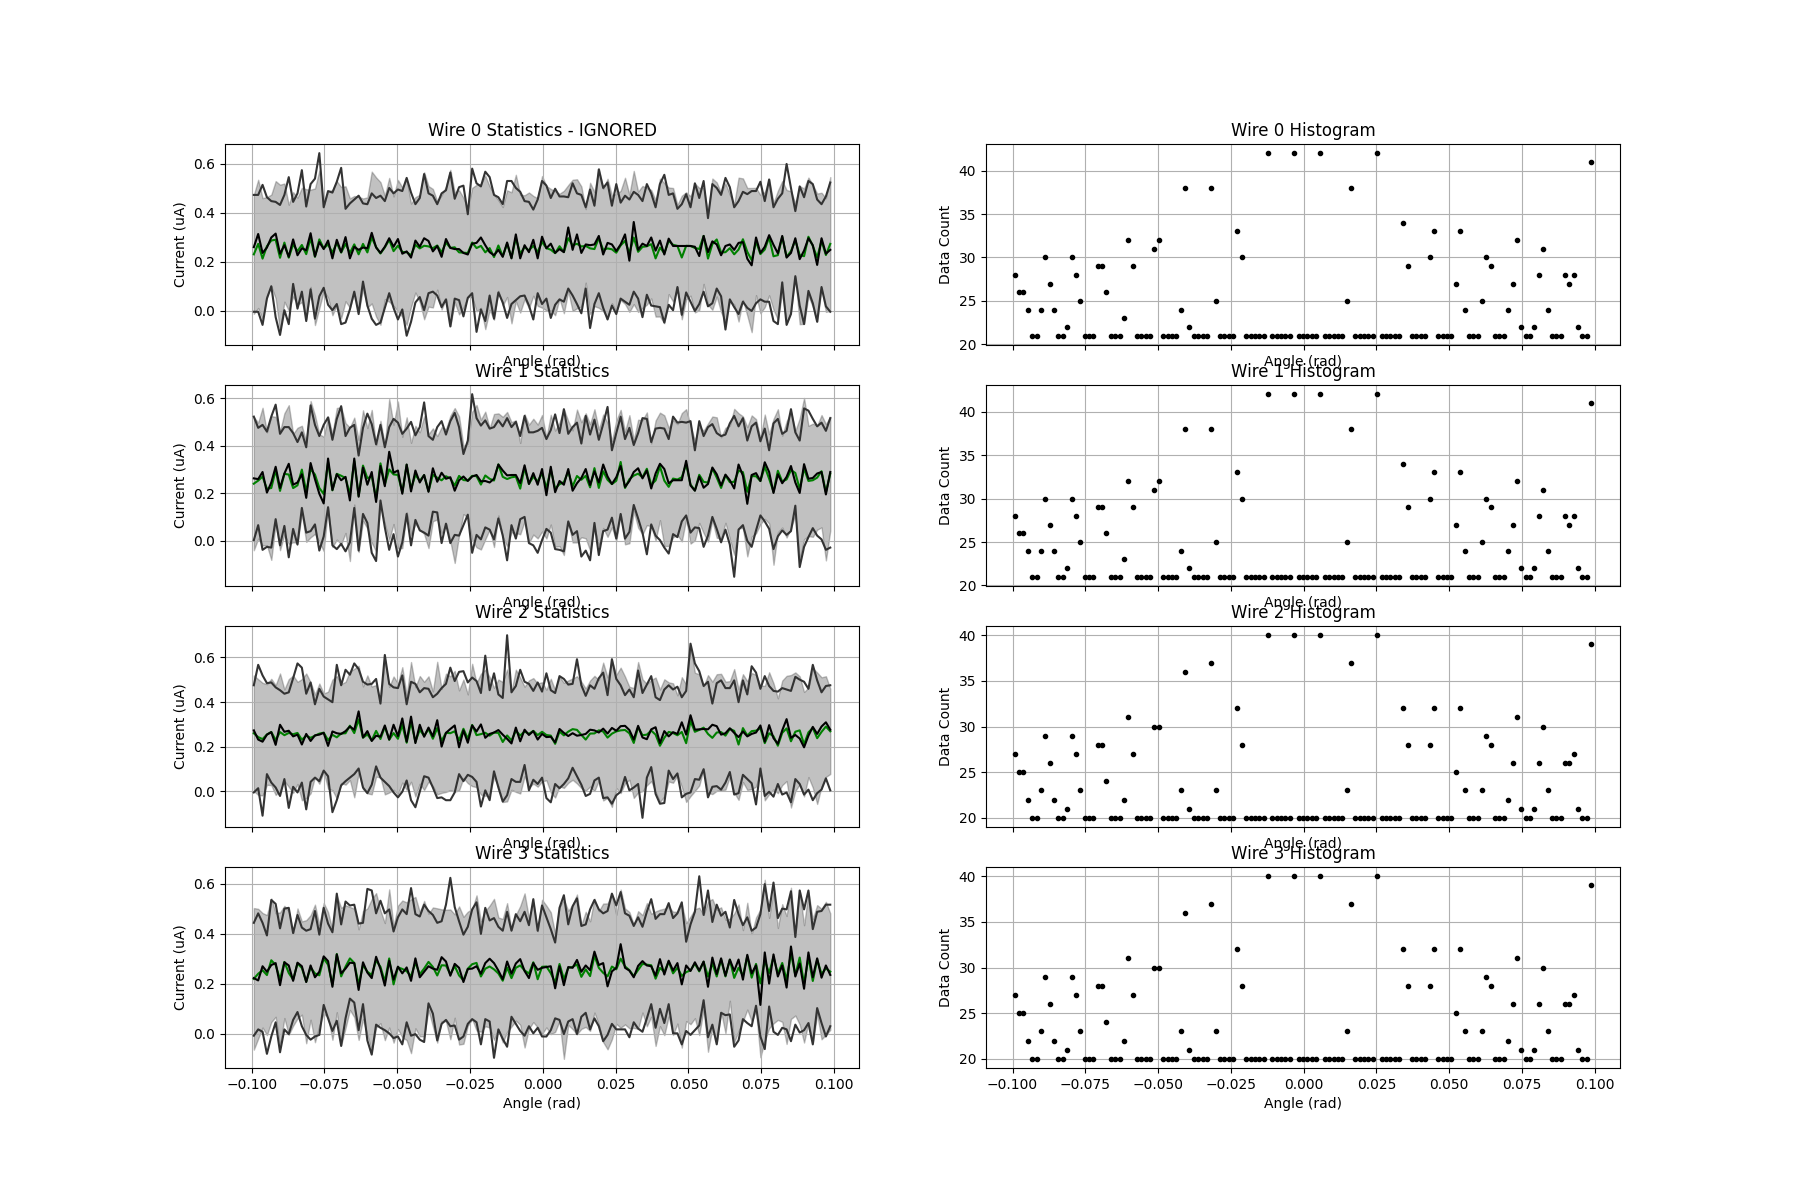 Wire 0 Statistics - IGNORED
Current (uA)
0.6
0.4
0.2
0.0
Angle (rad)
Wire 0 Histogram
Data Count
40
35
30
25
20
Angle (rad)
Wire 1 Statistics
Current (uA)
0.6
0.4
0.2
0.0
Angle (rad)
Wire 1 Histogram
Data Count
40
35
30
25
20
Angle (rad)
Wire 2 Statistics
Current (uA)
0.6
0.4
0.2
0.0
Angle (rad)
Wire 2 Histogram
Data Count
40
35
30
25
20
Angle (rad)
Wire 3 Statistics
Current (uA)
0.6
0.4
0.2
0.0
−0.100 −0.075 −0.050 −0.025 0.000 0.025 0.050 0.075 0.100
Angle (rad)
Wire 3 Histogram
Data Count
40
35
30
25
20
−0.100 −0.075 −0.050 −0.025 0.000 0.025 0.050 0.075 0.100
Angle (rad)